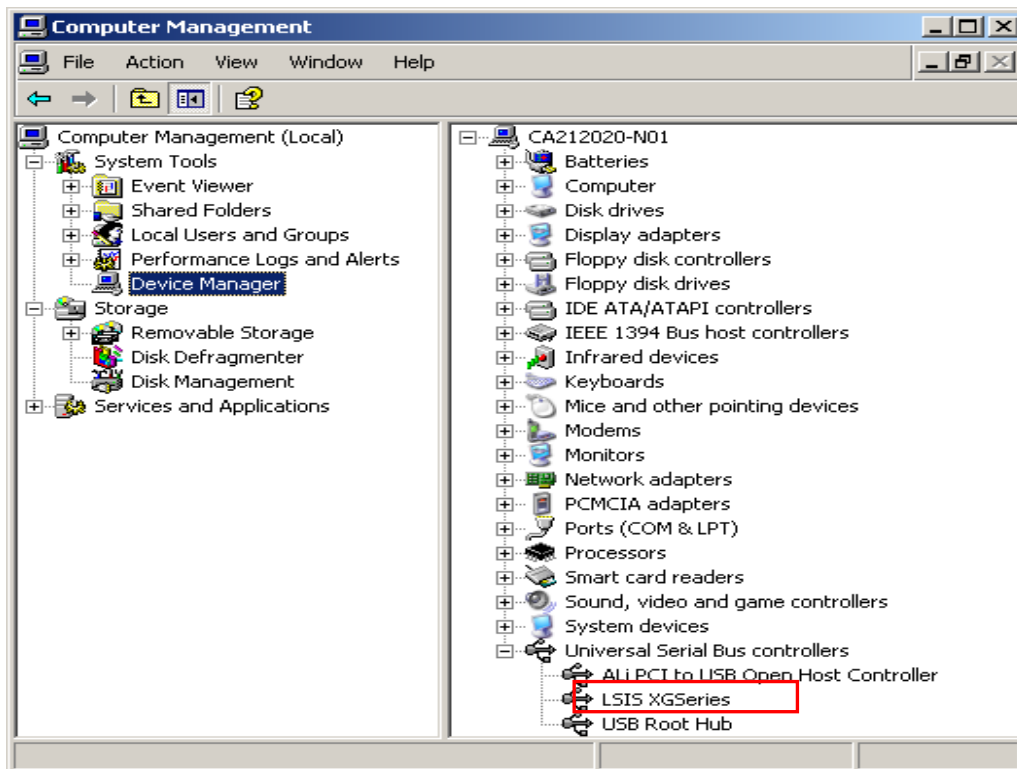 Computer Management
File Action View Window Help
Computer Management (Local)
System Tools
Event Viewer
Shared Folders
Local Users and Groups
Performance Logs and Alerts
Device Manager
Storage
Removable Storage
Disk Defragmenter
Disk Management
Services and Applications
CA212020-N01
Batteries
Computer
Disk drives
Display adapters
Floppy disk controllers
Floppy disk drives
IDE ATA/ATAPI controllers
IEEE 1394 Bus host controllers
Infrared devices
Keyboards
Mice and other pointing devices
Modems
Monitors
Network adapters
PCMCIA adapters
Ports (COM & LPT)
Processors
Smart card readers
Sound, video and game controllers
System devices
Universal Serial Bus controllers
ALi PCI to USB Open Host Controller
LSIS XGSeries
USB Root Hub